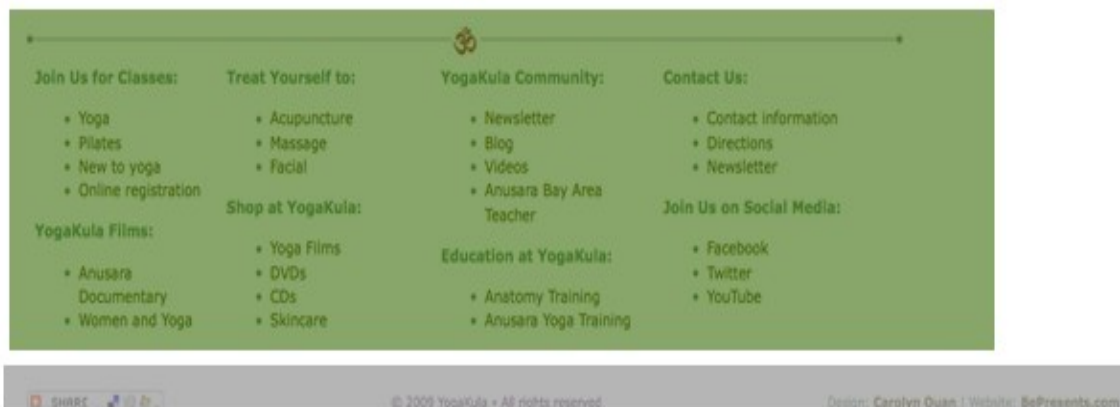 ॐ
Join Us for Classes:
• Yoga
• Pilates
• New to yoga
• Online registration
YogaKula Films:
• Anusara
Documentary
• Women and Yoga
Treat Yourself to:
• Acupuncture
• Massage
• Facial
Shop at YogaKula:
• Yoga Films
• DVDs
• CDs
• Skincare
YogaKula Community:
• Newsletter
• Blog
• Videos
• Anusara Bay Area
Teacher
Education at YogaKula:
• Anatomy Training
• Anusara Yoga Training
Contact Us:
• Contact information
• Directions
• Newsletter
Join Us on Social Media:
• Facebook
• Twitter
• YouTube
SHARE
© 2009 YogaKula • All rights reserved
Design: Carolyn Quan | Website: BePresents.com